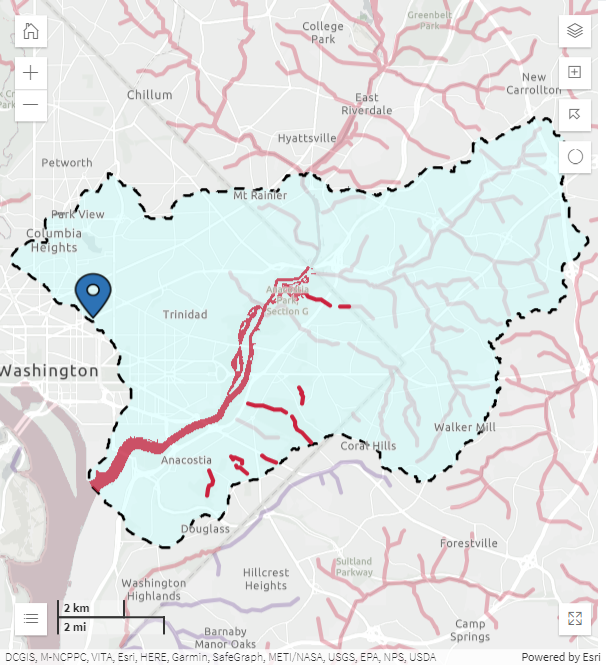 College
Park
Greenbelt
Park
New
Carrollton
Chillum
East
Riverdale
Hyattsville
Petworth
Mt Rainier
Park View
Columbia
Heights
Anacostia
Park
Section G
Trinidad
Washington
Walker Mill
Coral Hills
Anacostia
Douglass
Forestville
Suitland
Parkway
Hillcrest
Heights
Washington
Highlands
2 km
2 mi
Camp
Springs
Barnaby
Manor Oaks
DCGIS, M-NCPPC, VITA, Esri, HERE, Garmin, SafeGraph, METI/NASA, USGS, EPA, NPS, USDA
Powered by Esri